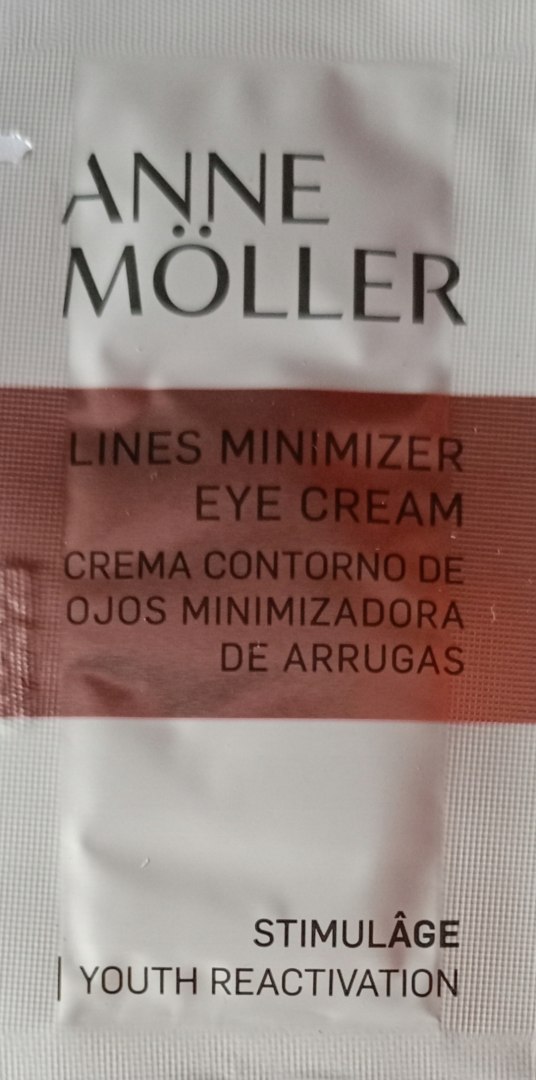 ANNE
MÖLLER
LINES MINIMIZER
EYE CREAM
CREMA CONTORNO DE
OJOS MINIMIZADORA
DE ARRUGAS
STIMULÂGE
| YOUTH REACTIVATION